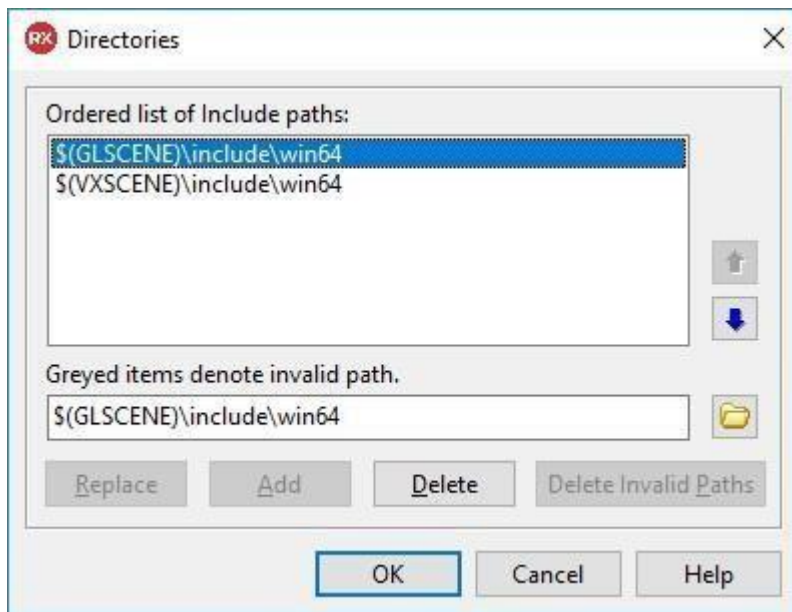 RX Directories
Ordered list of Include paths:
$(GLSCENE)\include\win64
$(VXSCENE)\include\win64
Greyed items denote invalid path.
$(GLSCENE)\include\win64
Replace Add Delete Delete Invalid Paths
OK Cancel Help